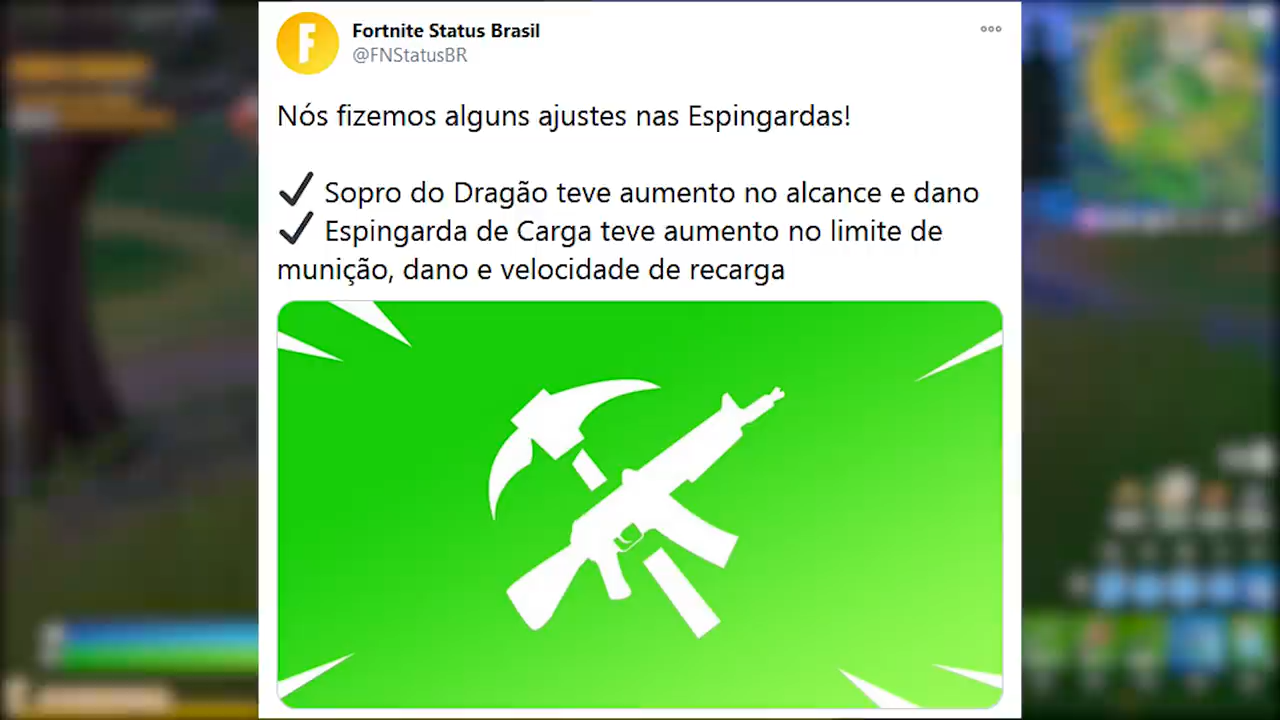 Fortnite Status Brasil
@FNStatusBR
Nós fizemos alguns ajustes nas Espingardas!
✔ Sopro do Dragão teve aumento no alcance e dano
✔ Espingarda de Carga teve aumento no limite de
munição, dano e velocidade de recarga